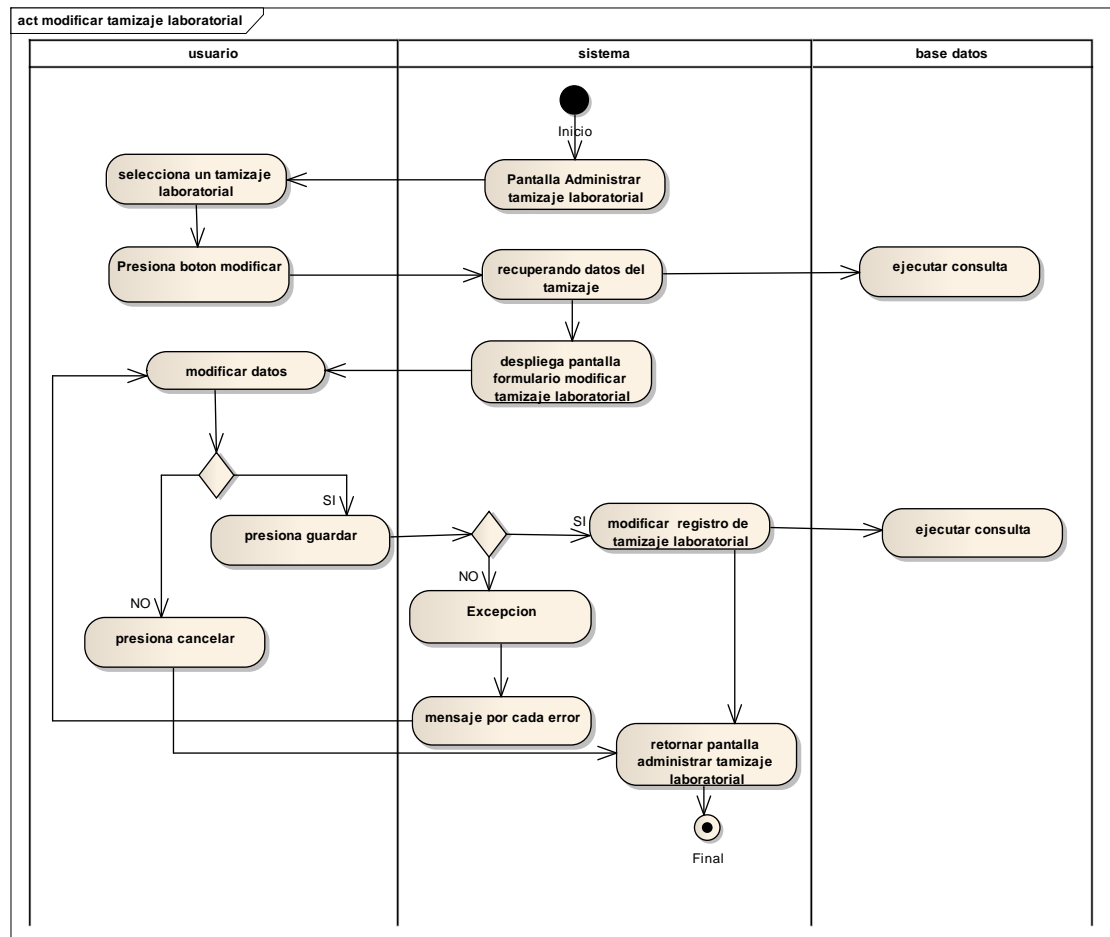 act modificar tamizaje laboratorial
usuario
sistema
base datos
Inicio
selecciona un tamizaje
laboratorial
Pantalla Administrar
tamizaje laboratorial
Presiona boton modificar
recuperando datos del
tamizaje
ejecutar consulta
modificar datos
despliega pantalla
formulario modificar
tamizaje laboratorial
SI
presiona guardar
SI
modificar registro de
tamizaje laboratorial
ejecutar consulta
NO
Excepcion
NO
presiona cancelar
mensaje por cada error
retornar pantalla
administrar tamizaje
laboratorial
Final